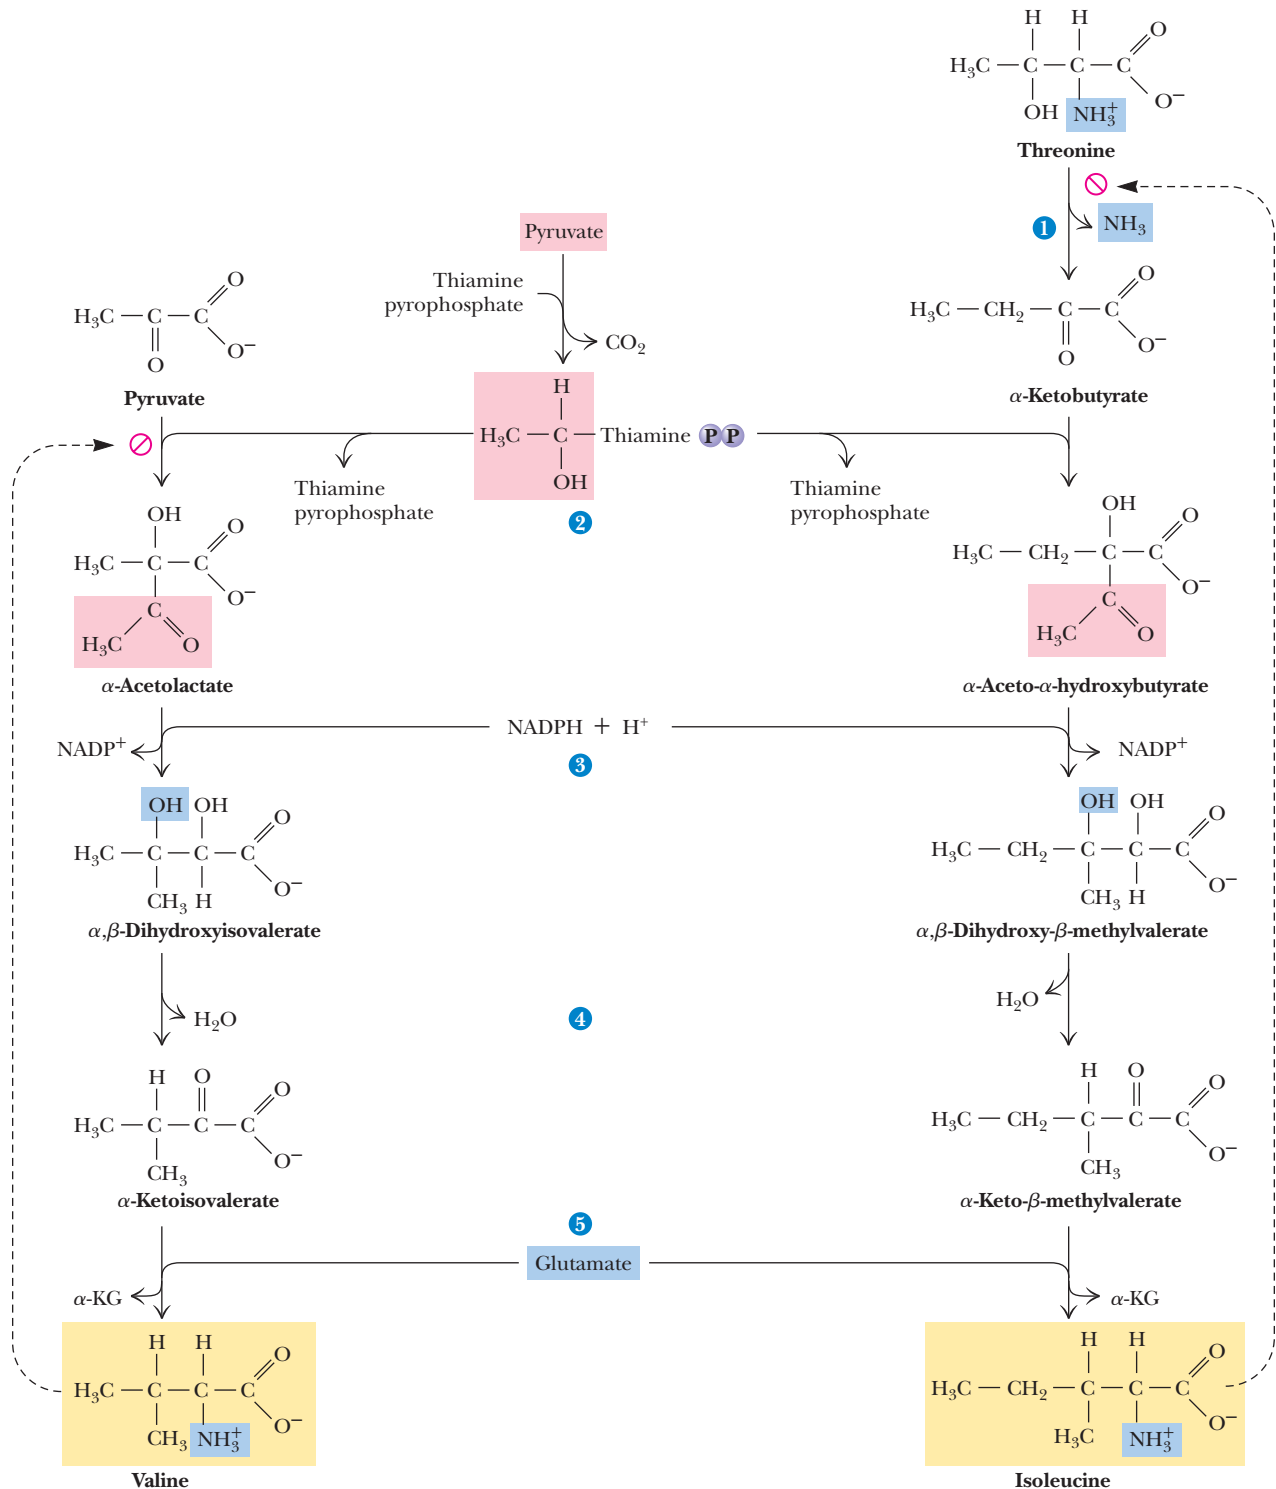 H H
O
H₃C — C — C — C
O⁻
OH NH₃⁺
Threonine
1
NH₃
Pyruvate
Thiamine
pyrophosphate
CO₂
O
H₃C — C — C
O O⁻
Pyruvate
O
H₃C — CH₂ — C — C
O O⁻
α-Ketobutyrate
H
H₃C — C — Thiamine P P
OH
2
Thiamine
pyrophosphate
Thiamine
pyrophosphate
OH
O
H₃C — C — C
O⁻
C
H₃C O
α-Acetolactate
OH
O
H₃C — CH₂ — C — C
O⁻
C
H₃C O
α-Aceto-α-hydroxybutyrate
NADPH + H⁺
NADP⁺
NADP⁺
3
OH OH
O
H₃C — C — C — C
O⁻
CH₃ H
α,β-Dihydroxyisovalerate
OH OH
O
H₃C — CH₂ — C — C — C
O⁻
CH₃ H
α,β-Dihydroxy-β-methylvalerate
H₂O
4
H₂O
H O
O
H₃C — C — C — C
O⁻
CH₃
α-Ketoisovalerate
H O
O
H₃C — CH₂ — C — C — C
O⁻
CH₃
α-Keto-β-methylvalerate
5
Glutamate
α-KG
α-KG
H H
O
H₃C — C — C — C
O⁻
CH₃ NH₃⁺
Valine
H H
O
H₃C — CH₂ — C — C — C
O⁻
H₃C NH₃⁺
Isoleucine